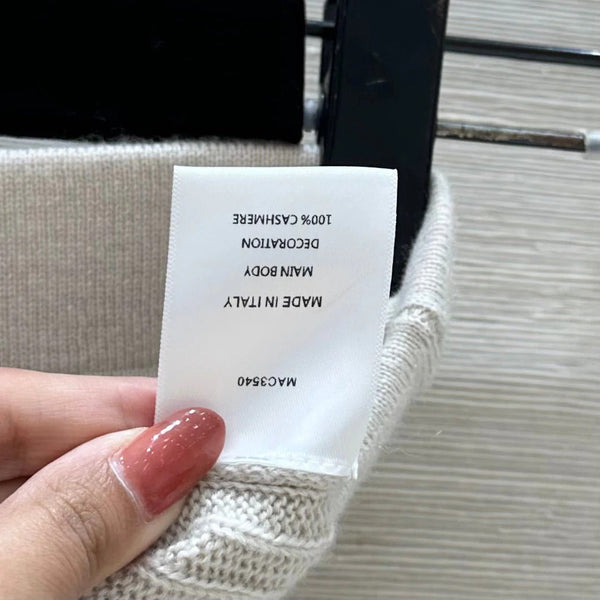 MAC3540
MADE IN ITALY
MAIN BODY
DECORATION
100% CASHMERE